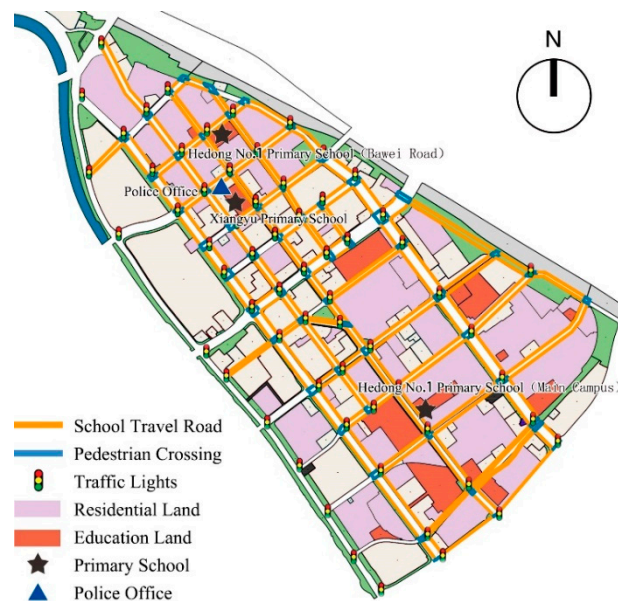 N
Hedong No.1 Primary School (Bawei Road)
Police Office
Xiangyu Primary School
Hedong No.1 Primary School (Main Campus)
School Travel Road
Pedestrian Crossing
Traffic Lights
Residential Land
Education Land
Primary School
Police Office